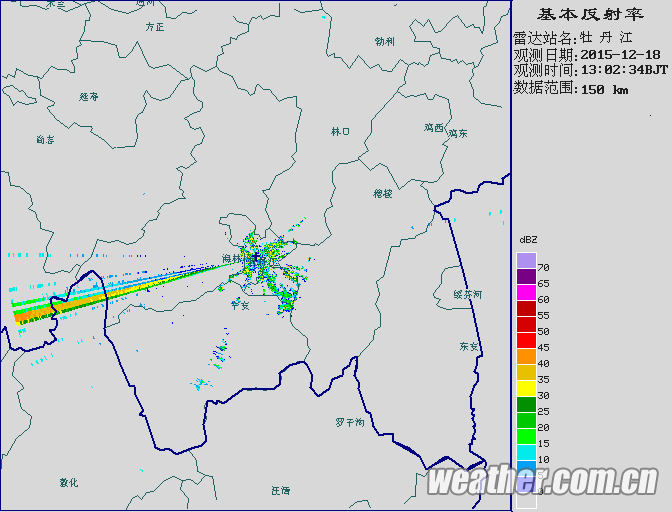 基本反射率
雷达站名:牡 丹 江
观测日期:2015-12-18
观测时间:13:02:34BJT
数据范围:150 km
方正
勃利
延寿
尚志
林口
鸡西
鸡东
穆棱
海林
宁安
绥芬河
东安
罗子沟
敦化
汪清
dBZ
70
65
60
55
50
45
40
35
30
25
20
15
10
5
0
weather.com.cn